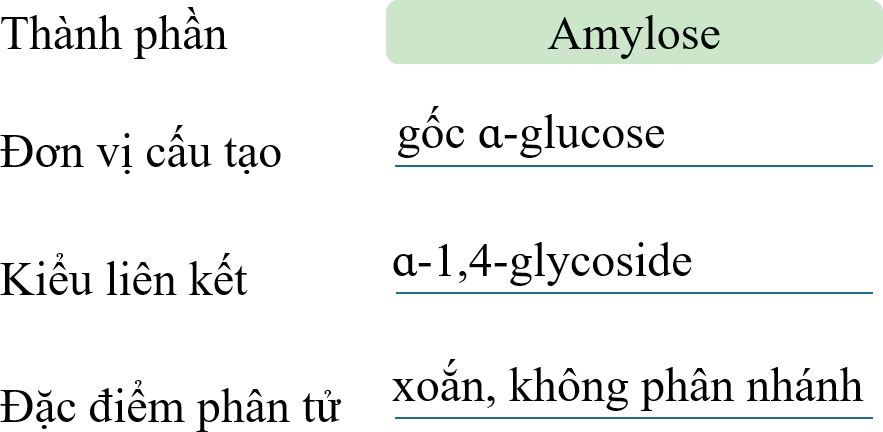 Thành phần Amylose
Đơn vị cấu tạo gốc α-glucose
Kiểu liên kết α-1,4-glycoside
Đặc điểm phân tử xoắn, không phân nhánh